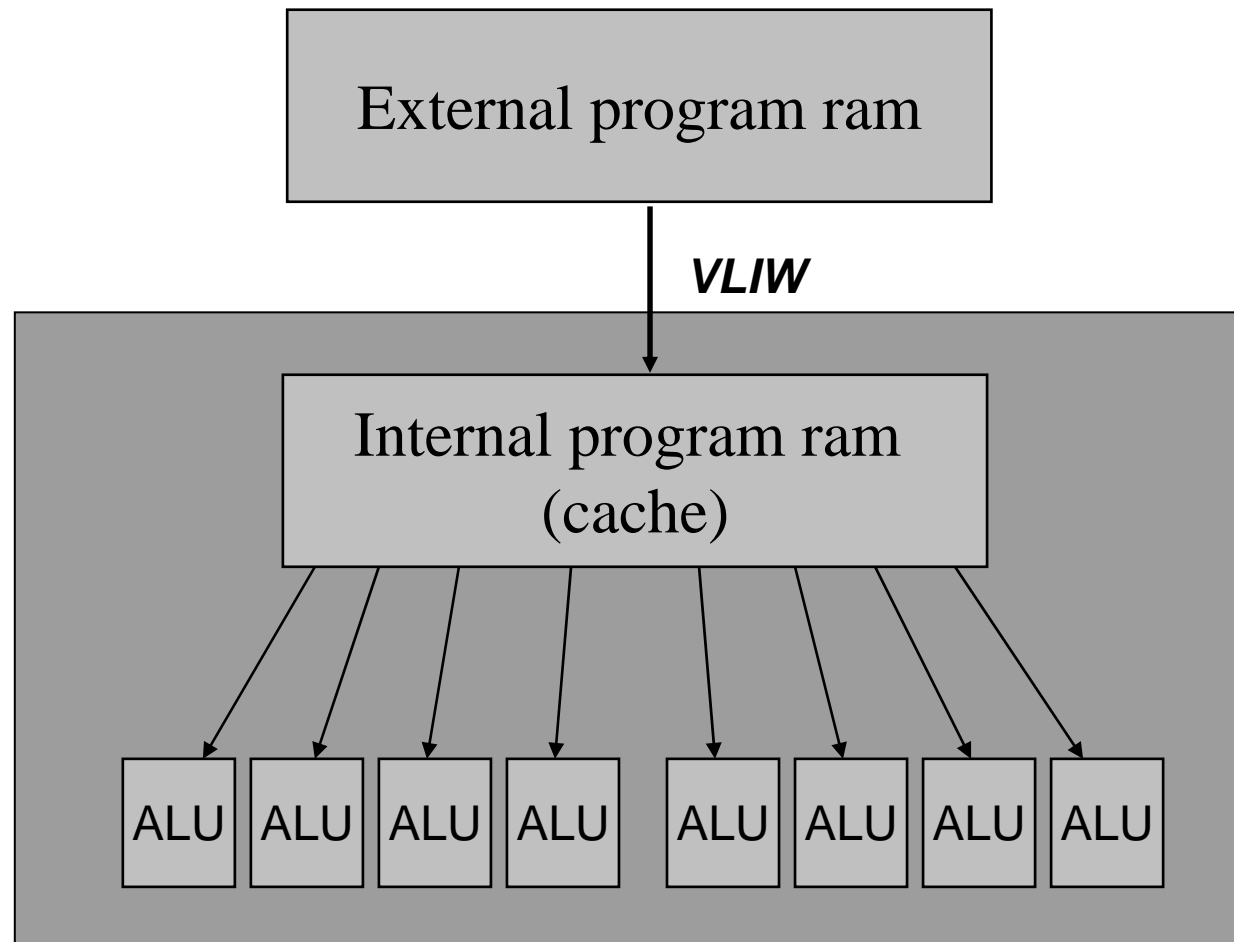 External program ram
VLIW
Internal program ram
(cache)
ALU ALU ALU ALU ALU ALU ALU ALU